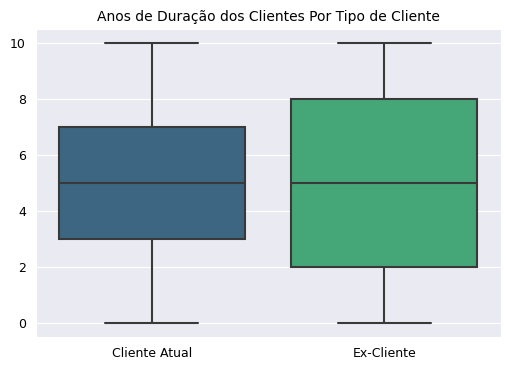 Anos de Duração dos Clientes Por Tipo de Cliente
10
8
6
4
2
0
Cliente Atual
Ex-Cliente